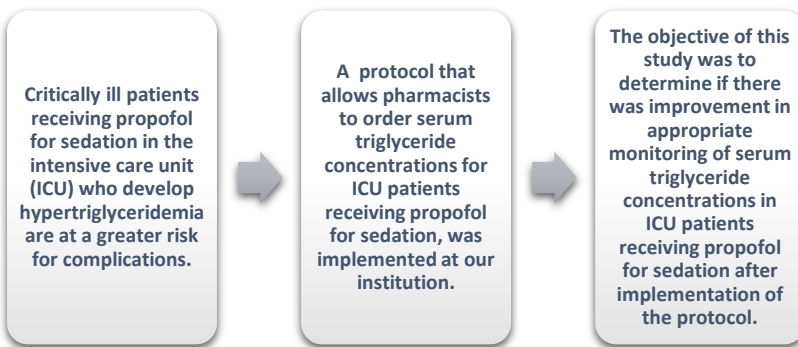 Critically ill patients
receiving propofol
for sedation in the
intensive care unit
(ICU) who develop
hypertriglyceridemia
are at a greater risk
for complications.
A protocol that
allows pharmacists
to order serum
triglyceride
concentrations for
ICU patients
receiving propofol
for sedation, was
implemented at our
institution.
The objective of this
study was to
determine if there
was improvement in
appropriate
monitoring of serum
triglyceride
concentrations in
ICU patients
receiving propofol
for sedation after
implementation of
the protocol.